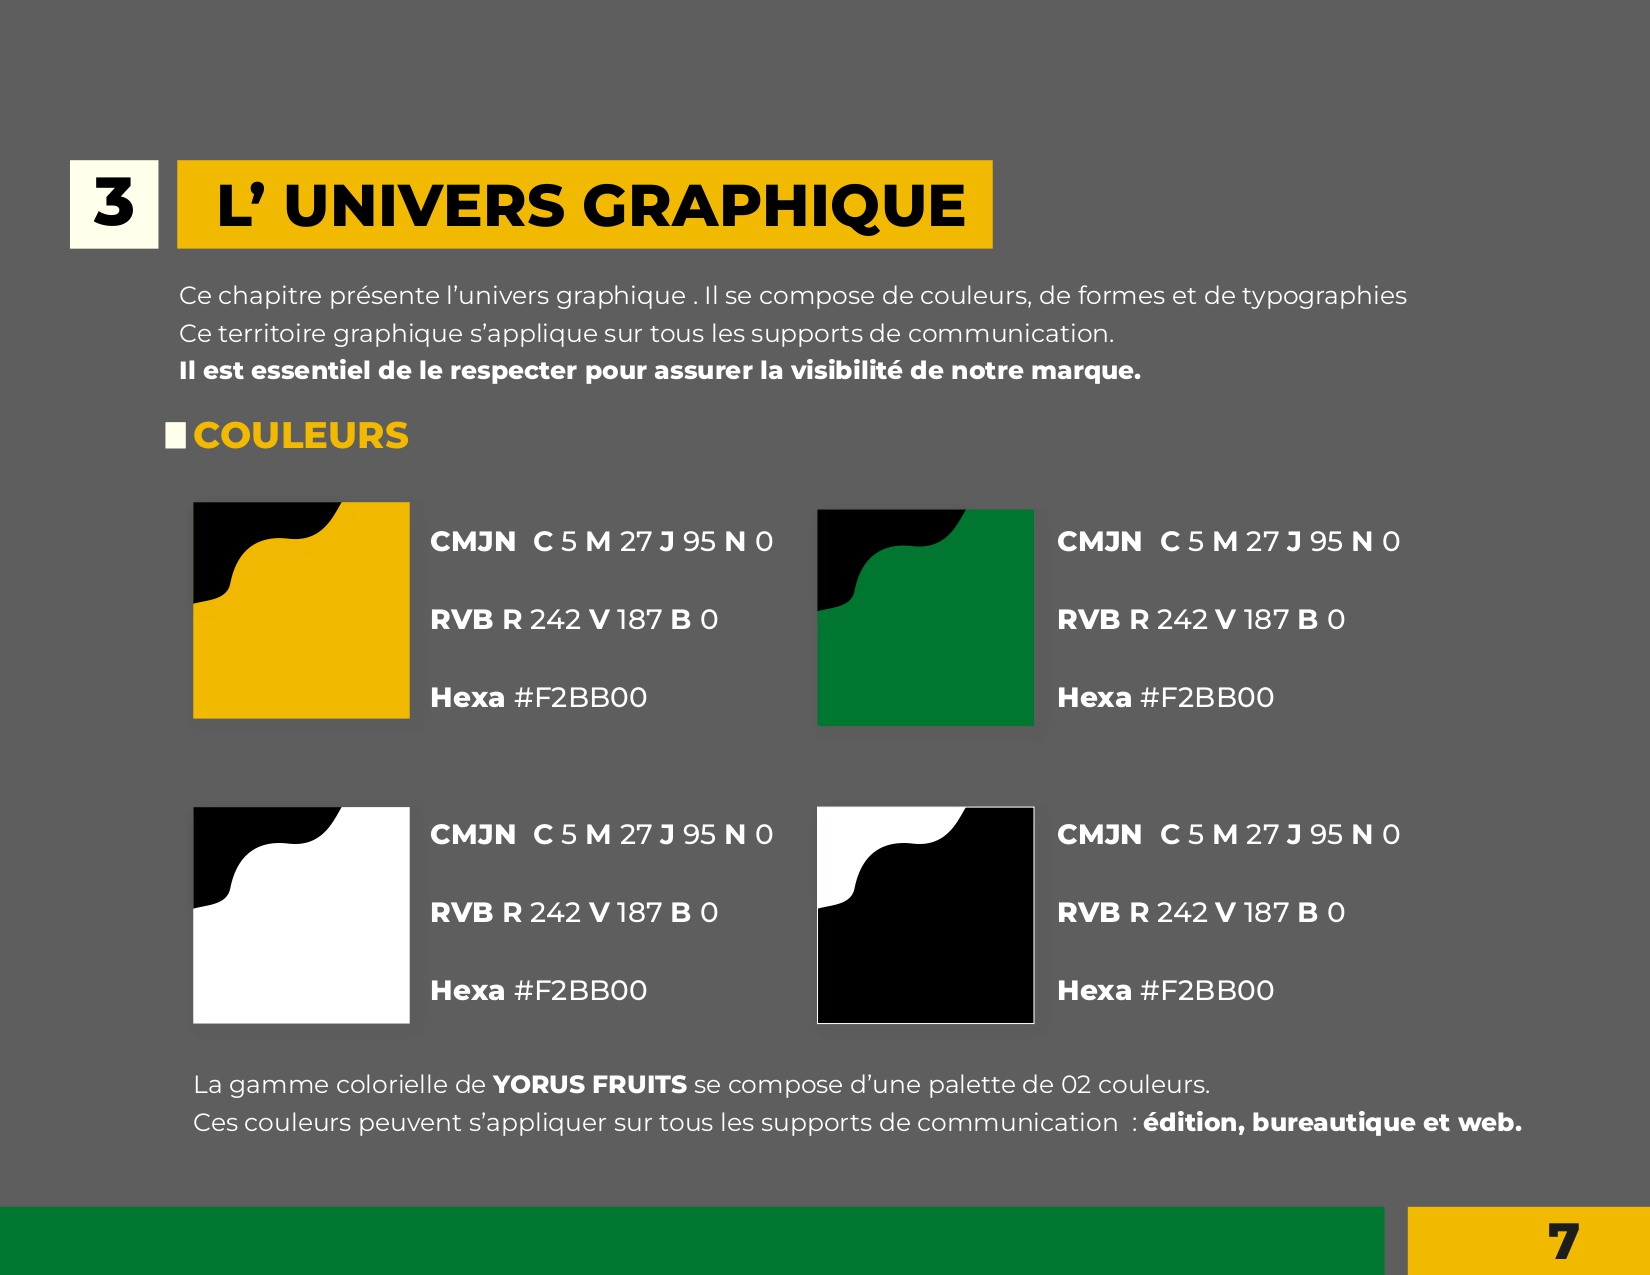 3 L’ UNIVERS GRAPHIQUE
Ce chapitre présente l’univers graphique . Il se compose de couleurs, de formes et de typographies
Ce territoire graphique s’applique sur tous les supports de communication.
Il est essentiel de le respecter pour assurer la visibilité de notre marque.
COULEURS
CMJN C 5 M 27 J 95 N 0
RVB R 242 V 187 B 0
Hexa #F2BB00
CMJN C 5 M 27 J 95 N 0
RVB R 242 V 187 B 0
Hexa #F2BB00
CMJN C 5 M 27 J 95 N 0
RVB R 242 V 187 B 0
Hexa #F2BB00
CMJN C 5 M 27 J 95 N 0
RVB R 242 V 187 B 0
Hexa #F2BB00
La gamme colorielle de YORUS FRUITS se compose d’une palette de 02 couleurs.
Ces couleurs peuvent s’appliquer sur tous les supports de communication : édition, bureautique et web.
7